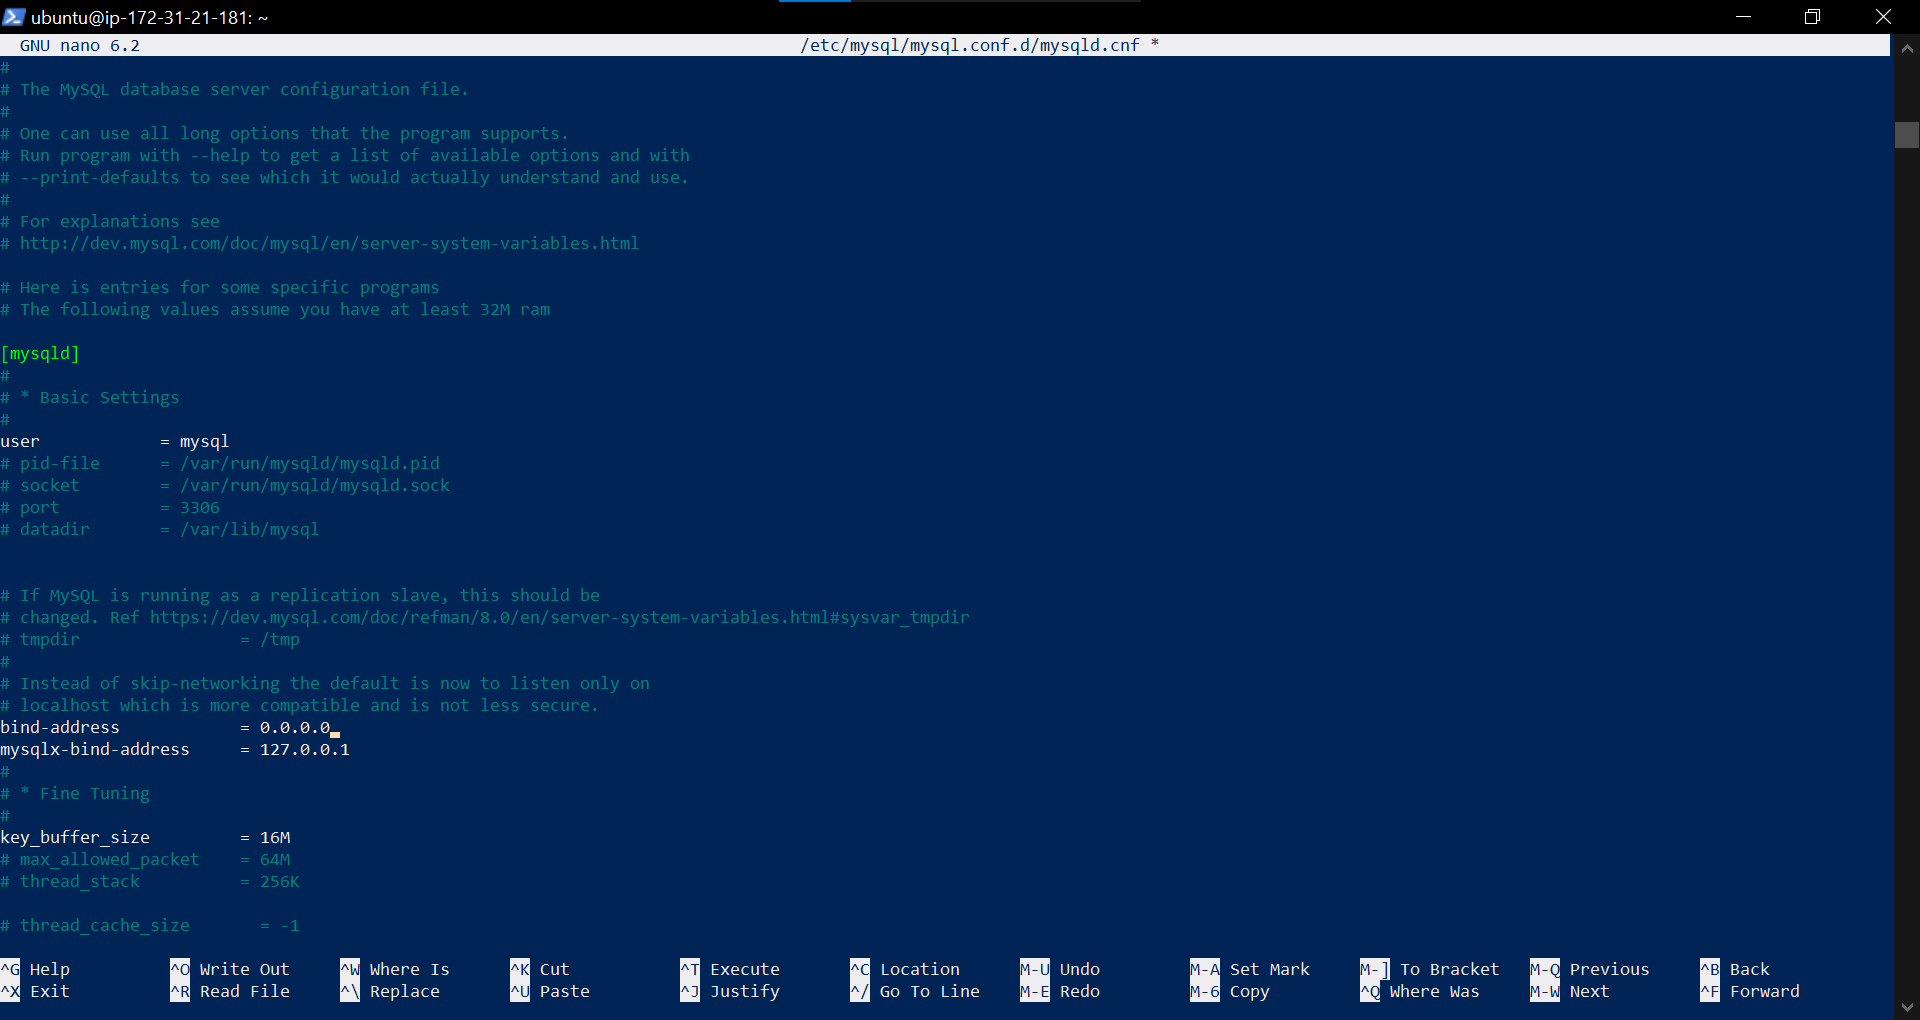 ubuntu@ip-172-31-21-181: ~
GNU nano 6.2 /etc/mysql/mysql.conf.d/mysqld.cnf *
#
# The MySQL database server configuration file.
#
# One can use all long options that the program supports.
# Run program with --help to get a list of available options and with
# --print-defaults to see which it would actually understand and use.
#
# For explanations see
# http://dev.mysql.com/doc/mysql/en/server-system-variables.html
# Here is entries for some specific programs
# The following values assume you have at least 32M ram
[mysqld]
#
# * Basic Settings
#
user = mysql
# pid-file = /var/run/mysqld/mysqld.pid
# socket = /var/run/mysqld/mysqld.sock
# port = 3306
# datadir = /var/lib/mysql
# If MySQL is running as a replication slave, this should be
# changed. Ref https://dev.mysql.com/doc/refman/8.0/en/server-system-variables.html#sysvar_tmpdir
# tmpdir = /tmp
#
# Instead of skip-networking the default is now to listen only on
# localhost which is more compatible and is not less secure.
bind-address = 0.0.0.0
mysqlx-bind-address = 127.0.0.1
#
# * Fine Tuning
#
key_buffer_size = 16M
# max_allowed_packet = 64M
# thread_stack = 256K
# thread_cache_size = -1
^G Help ^O Write Out ^W Where Is ^K Cut ^T Execute ^C Location M-U Undo M-A Set Mark M-] To Bracket M-Q Previous ^B Back
^X Exit ^R Read File ^\ Replace ^U Paste ^J Justify ^/ Go To Line M-E Redo M-6 Copy ^Q Where Was M-W Next ^F Forward